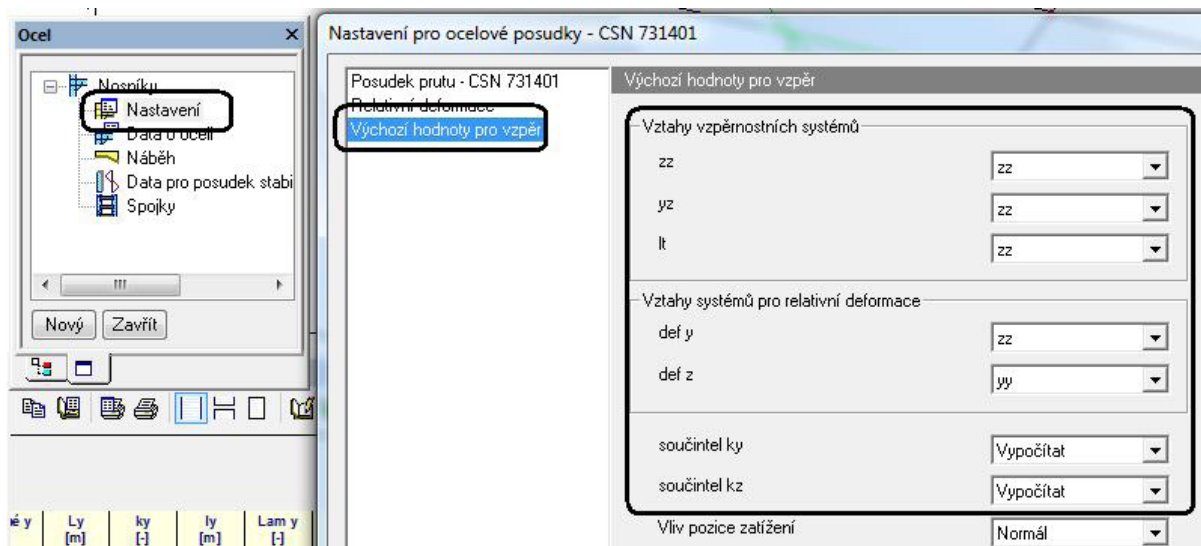 Ocel
Nosníky
Nastavení
Data o oceli
Náběh
Data pro posudek stabi
Spojky
Nový Zavřít
é y Ly ky ly Lam y
[m] [-] [m] [-]
Nastavení pro ocelové posudky - CSN 731401
Posudek prutu - CSN 731401
Relativní deformace
Výchozí hodnoty pro vzpěr
Výchozí hodnoty pro vzpěr
Vztahy vzpěrnostních systémů
zz zz
yz zz
lt zz
Vztahy systémů pro relativní deformace
def y zz
def z yy
součintel ky Vypočítat
součintel kz Vypočítat
Vliv pozice zatížení Normál